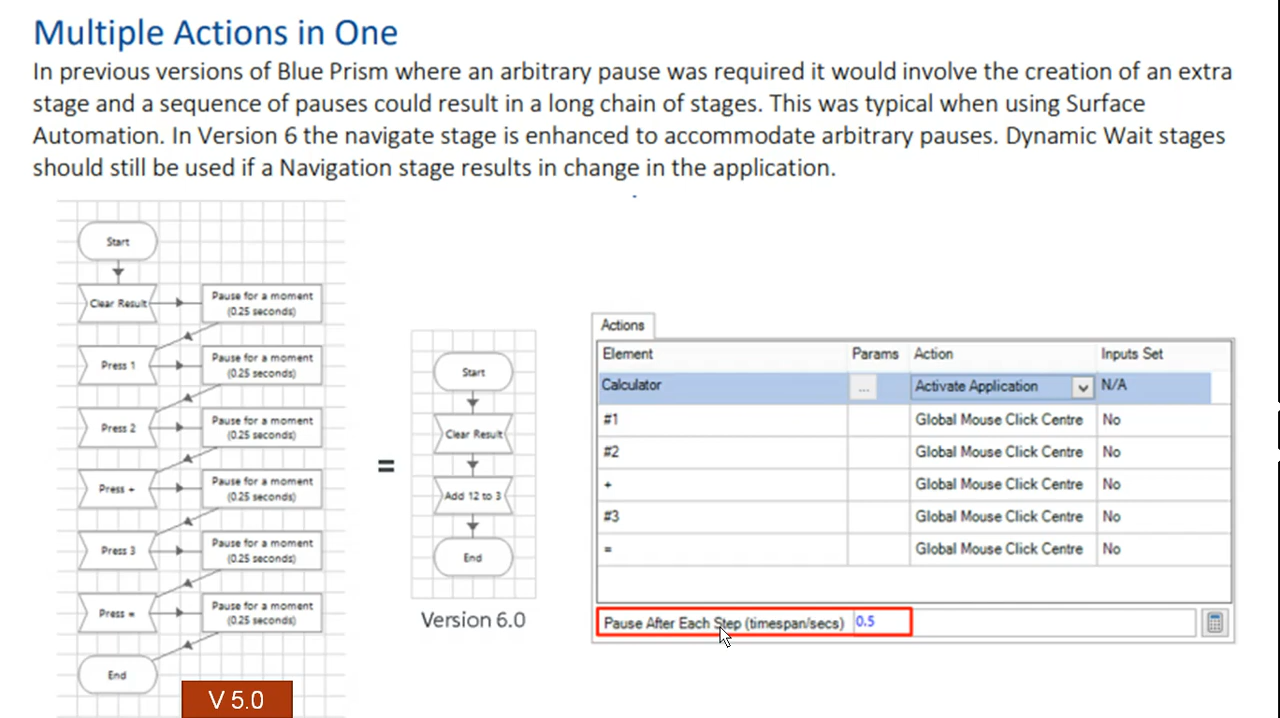 Multiple Actions in One
In previous versions of Blue Prism where an arbitrary pause was required it would involve the creation of an extra
stage and a sequence of pauses could result in a long chain of stages. This was typical when using Surface
Automation. In Version 6 the navigate stage is enhanced to accommodate arbitrary pauses. Dynamic Wait stages
should still be used if a Navigation stage results in change in the application.
Start
Clear Result
Pause for a moment
(0.25 seconds)
Press 1
Pause for a moment
(0.25 seconds)
Press 2
Pause for a moment
(0.25 seconds)
Press +
Pause for a moment
(0.25 seconds)
Press 3
Pause for a moment
(0.25 seconds)
Press =
Pause for a moment
(0.25 seconds)
End
V 5.0
=
Start
Clear Result
Add 12 to 3
End
Version 6.0
Actions
Element Params Action Inputs Set
Calculator ... Activate Application N/A
#1 Global Mouse Click Centre No
#2 Global Mouse Click Centre No
+ Global Mouse Click Centre No
#3 Global Mouse Click Centre No
= Global Mouse Click Centre No
Pause After Each Step (timespan/secs) 0.5